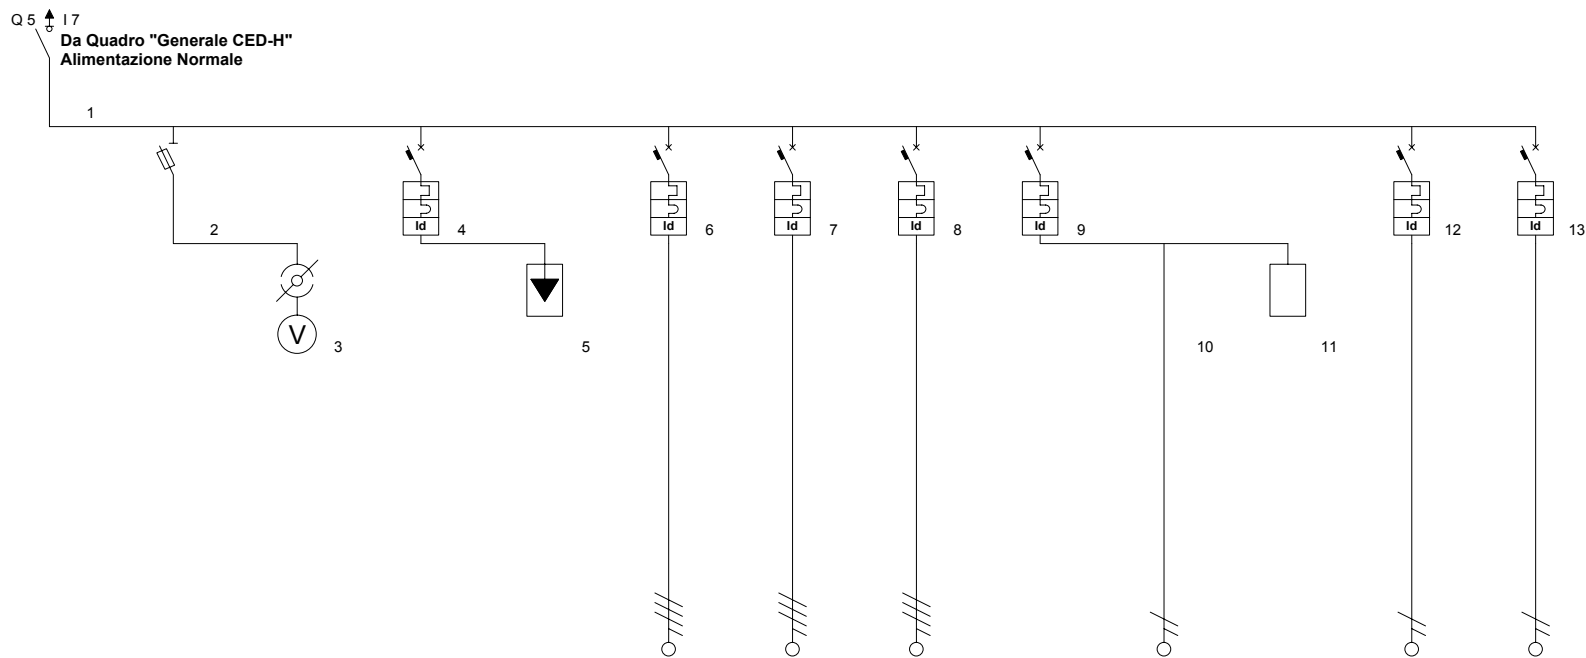 Q 5 I 7
Da Quadro "Generale CED-H"
Alimentazione Normale
1
2
Id 4
Id 6
Id 7
Id 8
Id 9
Id 12
Id 13
V 3
5
10
11